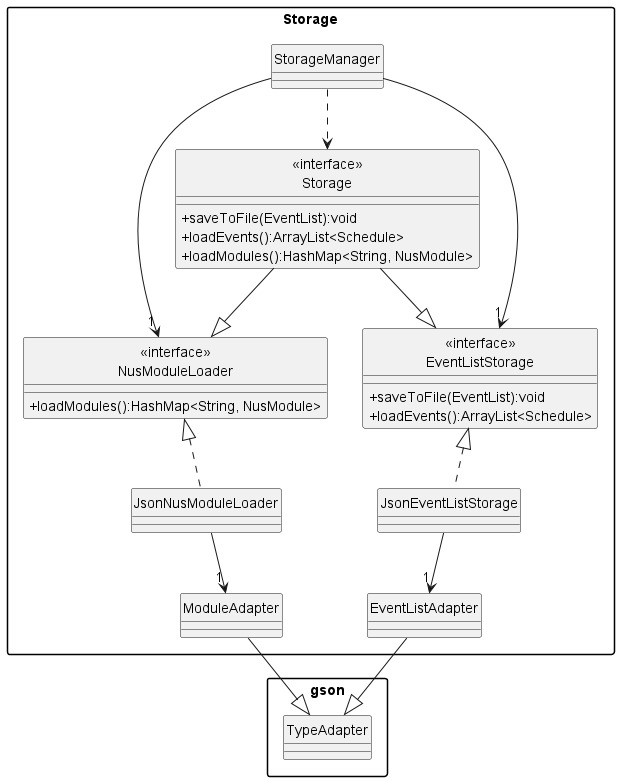 Storage
StorageManager
«interface»
Storage
+saveToFile(EventList):void
+loadEvents():ArrayList<Schedule>
+loadModules():HashMap<String, NusModule>
1
1
«interface»
NusModuleLoader
+loadModules():HashMap<String, NusModule>
«interface»
EventListStorage
+saveToFile(EventList):void
+loadEvents():ArrayList<Schedule>
JsonNusModuleLoader
JsonEventListStorage
1
1
ModuleAdapter
EventListAdapter
gson
TypeAdapter